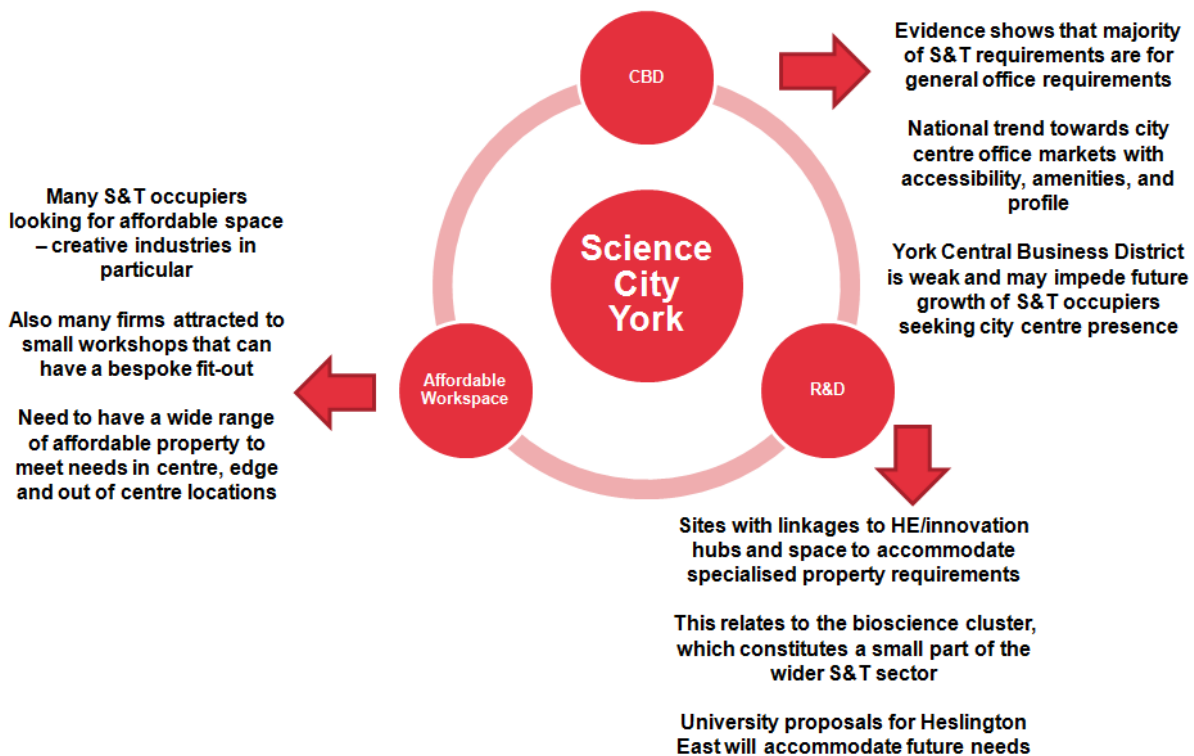 CBD
Evidence shows that majority
of S&T requirements are for
general office requirements
National trend towards city
centre office markets with
accessibility, amenities, and
profile
York Central Business District
is weak and may impede future
growth of S&T occupiers
seeking city centre presence
Many S&T occupiers
looking for affordable space
– creative industries in
particular
Also many firms attracted to
small workshops that can
have a bespoke fit-out
Need to have a wide range
of affordable property to
meet needs in centre, edge
and out of centre locations
Science
City
York
Affordable
Workspace
R&D
Sites with linkages to HE/innovation
hubs and space to accommodate
specialised property requirements
This relates to the bioscience cluster,
which constitutes a small part of the
wider S&T sector
University proposals for Heslington
East will accommodate future needs